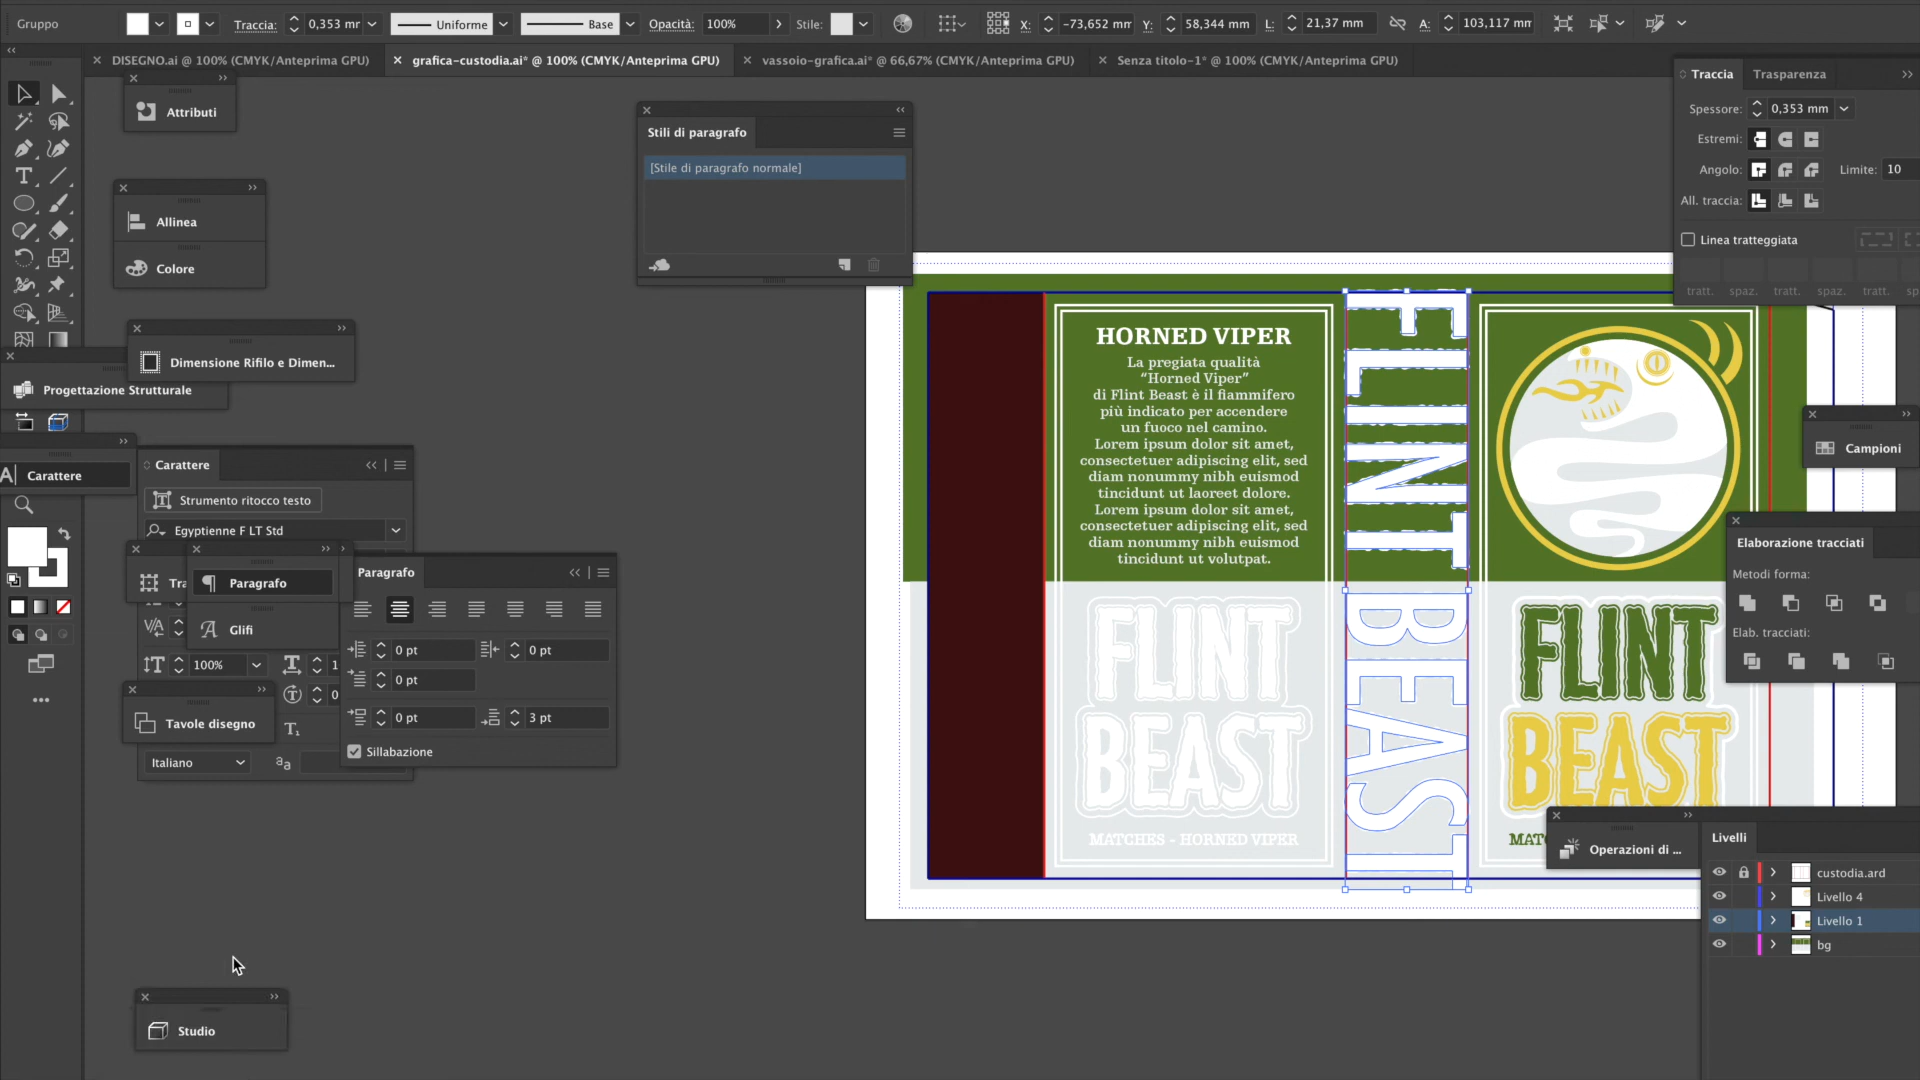 Gruppo
Traccia:
0,353 mr
Uniforme
Base
Opacità:
100%
Stile:
X:
-73,652 mm
Y:
58,344 mm
L:
21,37 mm
A:
103,117 mm
DISEGNO.ai @ 100% (CMYK/Anteprima GPU)
grafica-custodia.ai* @ 100% (CMYK/Anteprima GPU)
vassoio-grafica.ai* @ 66,67% (CMYK/Anteprima GPU)
Senza titolo-1* @ 100% (CMYK/Anteprima GPU)
Attributi
Allinea
Colore
Dimensione Rifilo e Dimen...
Progettazione Strutturale
Carattere
Carattere
Strumento ritocco testo
Egyptienne F LT Std
Tra
Paragrafo
Glifi
100%
1
0
Tavole disegno
Italiano
Paragrafo
0 pt
0 pt
0 pt
0 pt
3 pt
Sillabazione
Studio
Stili di paragrafo
[Stile di paragrafo normale]
HORNED VIPER
La pregiata qualità
“Horned Viper”
di Flint Beast è il fiammifero
più indicato per accendere
un fuoco nel camino.
Lorem ipsum dolor sit amet,
consectetuer adipiscing elit, sed
diam nonummy nibh euismod
tincidunt ut laoreet dolore.
Lorem ipsum dolor sit amet,
consectetuer adipiscing elit, sed
diam nonummy nibh euismod
tincidunt ut volutpat.
FLINT
BEAST
MATCHES - HORNED VIPER
FLINT BEAST
FLINT
BEAST
MATC
Traccia
Trasparenza
Spessore:
0,353 mm
Estremi:
Angolo:
Limite:
10
All. traccia:
Linea tratteggiata
tratt.
spaz.
tratt.
spaz.
tratt.
sp
Campioni
Elaborazione tracciati
Metodi forma:
Elab. tracciati:
Operazioni di ...
Livelli
custodia.ard
Livello 4
Livello 1
bg